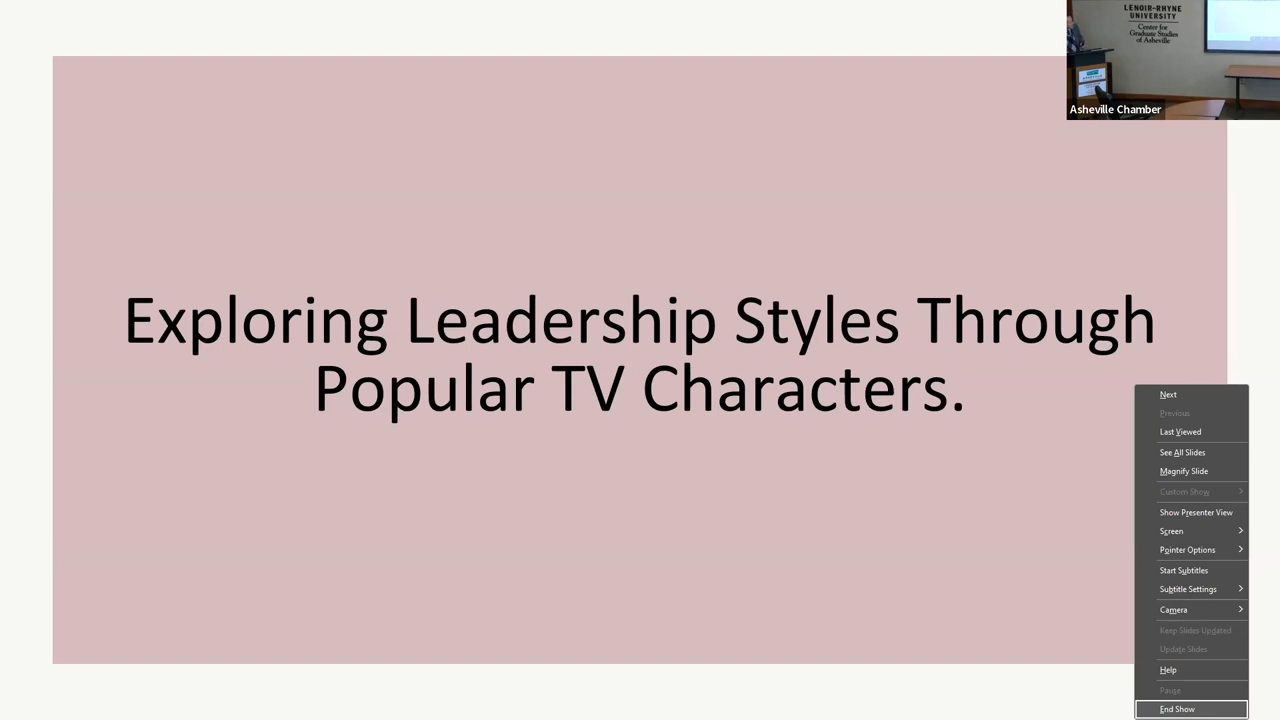 LENOIR-RHYNE
UNIVERSITY
Center for
Graduate Studies
of Asheville
Asheville Chamber
Exploring Leadership Styles Through
Popular TV Characters.
Next
Previous
Last Viewed
See All Slides
Magnify Slide
Custom Show
Show Presenter View
Screen
Pointer Options
Start Subtitles
Subtitle Settings
Camera
Keep Slides Updated
Update Slides
Help
Pause
End Show